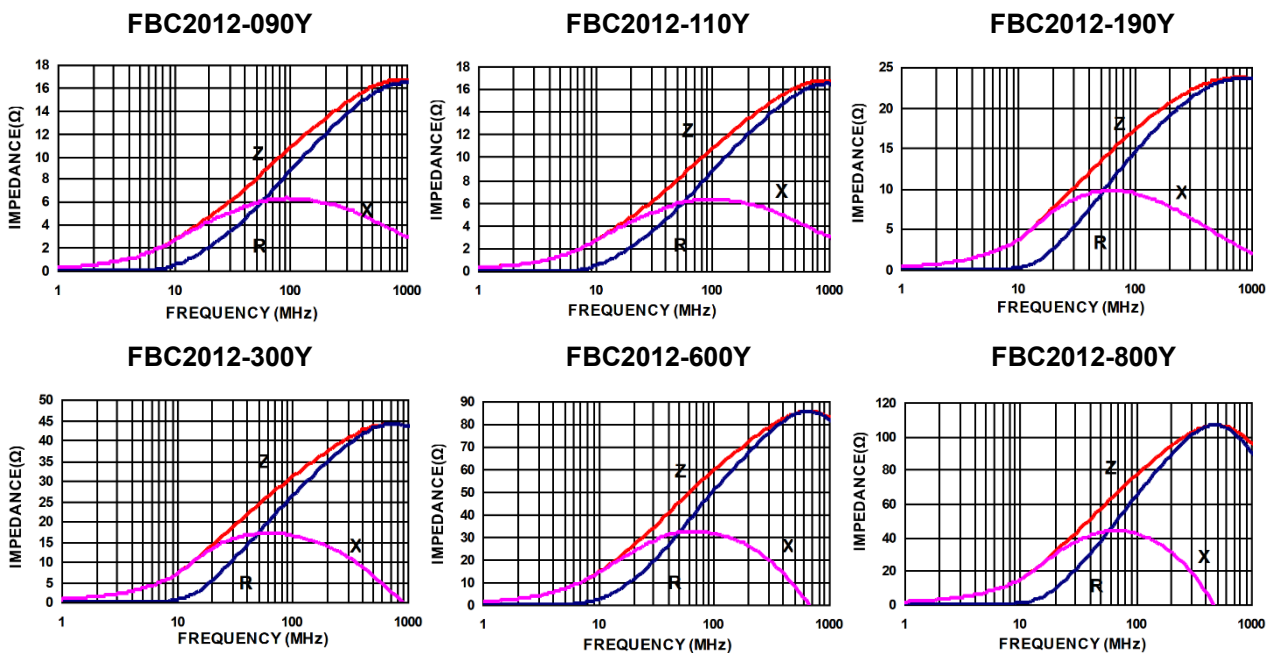 FBC2012-090Y
FBC2012-110Y
FBC2012-190Y
IMPEDANCE(Ω)
18
16
14
12
10
8
6
4
2
0
Z
X
R
1
10
100
1000
FREQUENCY (MHz)
IMPEDANCE(Ω)
18
16
14
12
10
8
6
4
2
0
Z
X
R
1
10
100
1000
FREQUENCY (MHz)
IMPEDANCE(Ω)
25
20
15
10
5
0
Z
X
R
1
10
100
1000
FREQUENCY (MHz)
FBC2012-300Y
FBC2012-600Y
FBC2012-800Y
IMPEDANCE(Ω)
50
45
40
35
30
25
20
15
10
5
0
Z
X
R
1
10
100
1000
FREQUENCY (MHz)
IMPEDANCE(Ω)
90
80
70
60
50
40
30
20
10
0
Z
X
R
1
10
100
1000
FREQUENCY (MHz)
IMPEDANCE(Ω)
120
100
80
60
40
20
0
Z
X
R
1
10
100
1000
FREQUENCY (MHz)